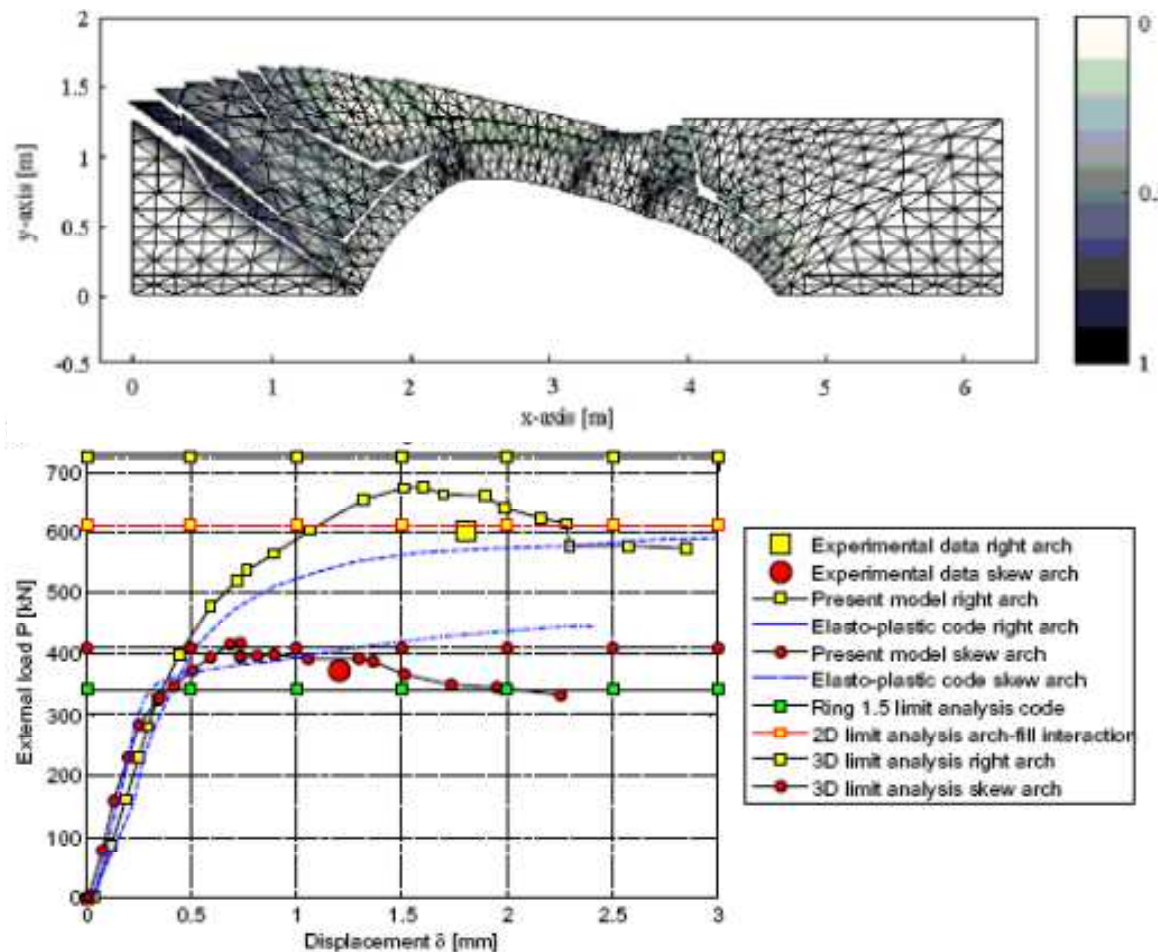 2
1.5
1
0.5
0
-0.5
y-axis [m]
0 1 2 3 4 5 6
x-axis [m]
0
0.
1
700
600
500
400
300
200
100
0
External load P [kN]
0 0.5 1 1.5 2 2.5 3
Displacement δ [mm]
Experimental data right arch
Experimental data skew arch
Present model right arch
Elasto-plastic code right arch
Present model skew arch
Elasto-plastic code skew arch
Ring 1.5 limit analysis code
2D limit analysis arch-fill interaction
3D limit analysis right arch
3D limit analysis skew arch